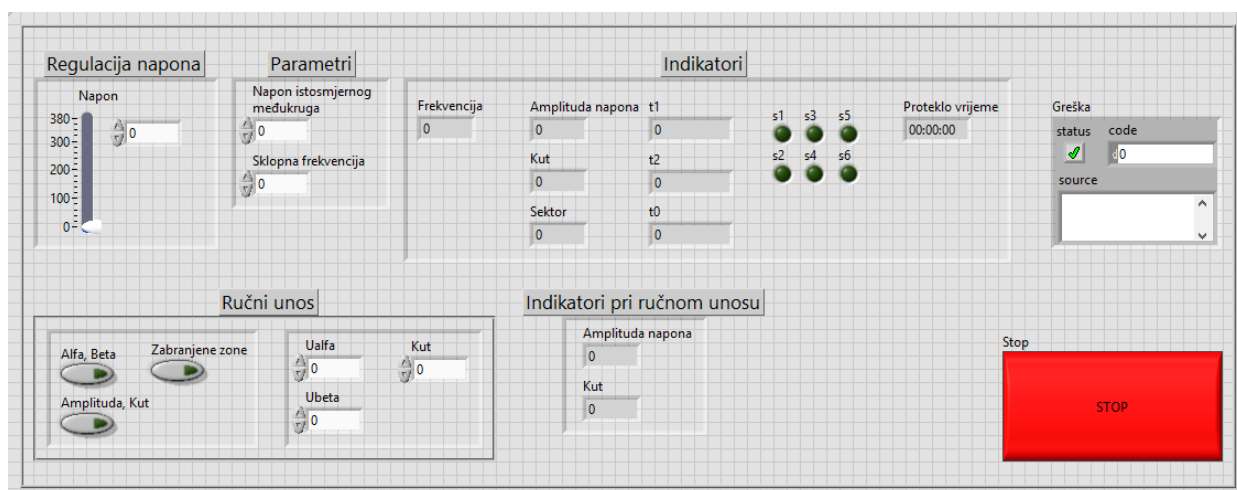 Regulacija napona
Napon
380
300
200
100
0
0
Parametri
Napon istosmjernog
međukruga
0
Sklopna frekvencija
0
Indikatori
Frekvencija
0
Amplituda napona
0
Kut
0
Sektor
0
t1
0
t2
0
t0
0
s1 s3 s5
s2 s4 s6
Proteklo vrijeme
00:00:00
Greška
status code
d0
source
Ručni unos
Alfa, Beta
Zabranjene zone
Amplituda, Kut
Ualfa
0
Ubeta
0
Kut
0
Indikatori pri ručnom unosu
Amplituda napona
0
Kut
0
Stop
STOP